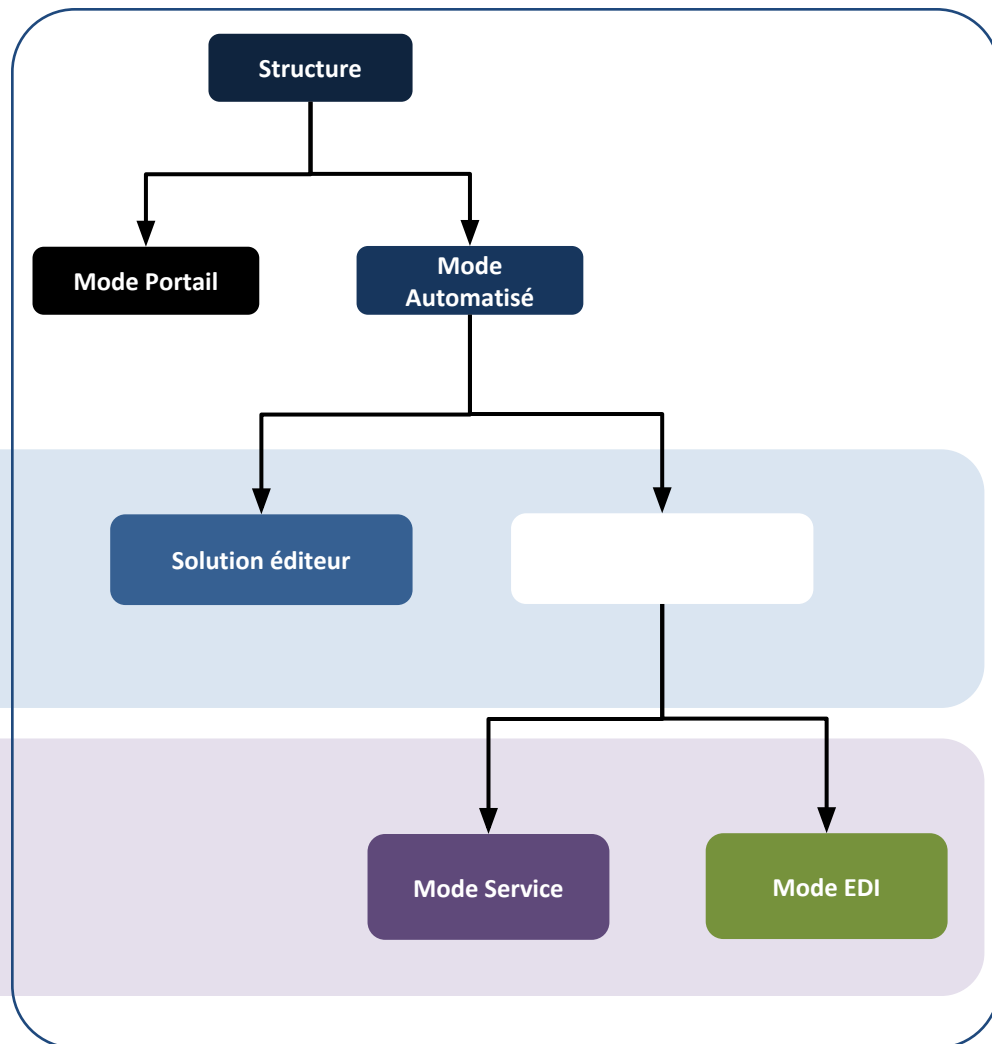 Structure
Mode Portail
Mode
Automatisé
Solution éditeur
Mode Service
Mode EDI